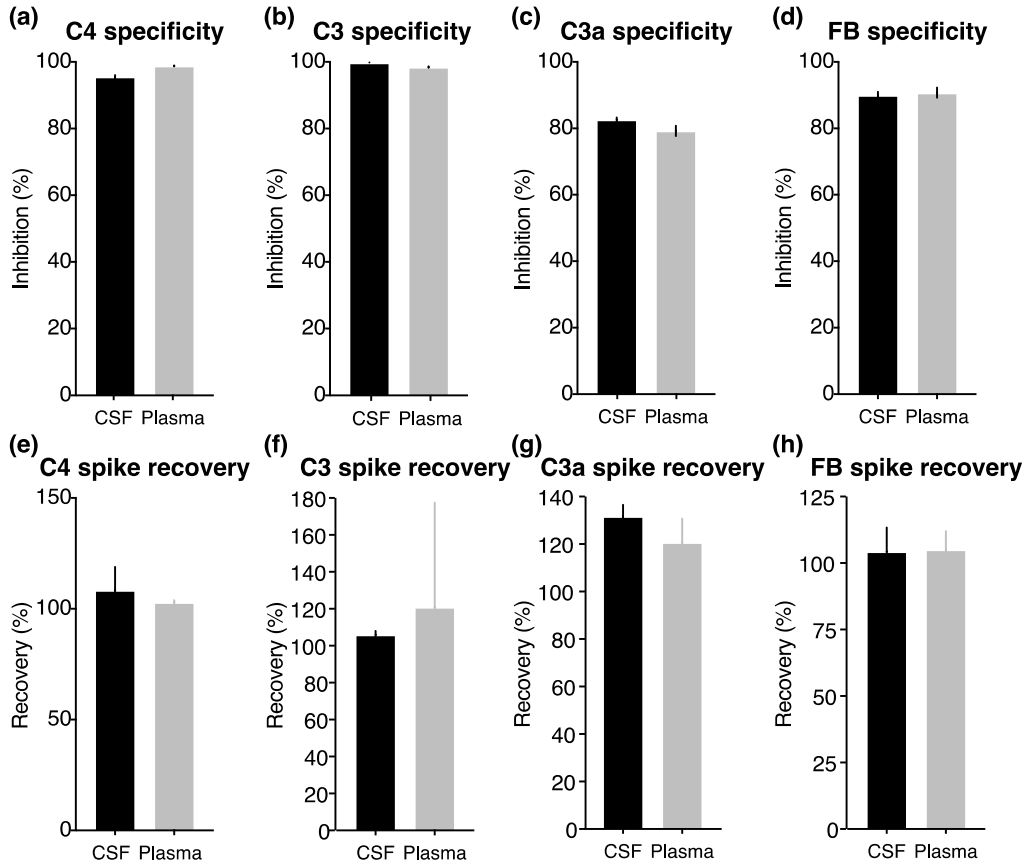 (a) C4 specificity
100
80
60
40
20
0
Inhibition (%)
CSF Plasma
(b) C3 specificity
100
80
60
40
20
0
Inhibition (%)
CSF Plasma
(c) C3a specificity
100
80
60
40
20
0
Inhibition (%)
CSF Plasma
(d) FB specificity
100
80
60
40
20
0
Inhibition (%)
CSF Plasma
(e) C4 spike recovery
150
100
50
0
Recovery (%)
CSF Plasma
(f) C3 spike recovery
180
160
140
120
100
80
60
40
20
0
Recovery (%)
CSF Plasma
(g) C3a spike recovery
140
120
100
80
60
40
20
0
Recovery (%)
CSF Plasma
(h) FB spike recovery
125
100
75
50
25
0
Recovery (%)
CSF Plasma